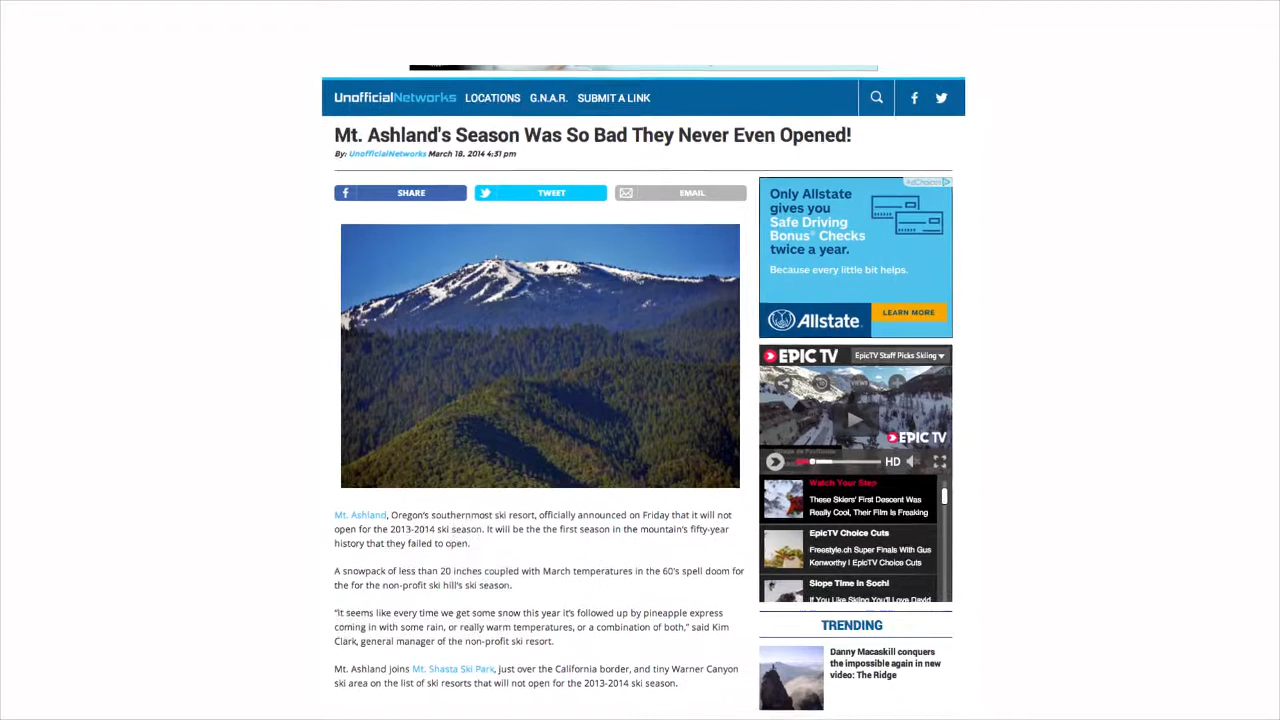 UnofficialNetworks LOCATIONS G.N.A.R. SUBMIT A LINK
Mt. Ashland's Season Was So Bad They Never Even Opened!
By: UnofficialNetworks March 18, 2014 4:31 pm
SHARE TWEET EMAIL
Mt. Ashland, Oregon's southernmost ski resort, officially announced on Friday that it will not
open for the 2013-2014 ski season. It will be the the first season in the mountain's fifty-year
history that they failed to open.
A snowpack of less than 20 inches coupled with March temperatures in the 60's spell doom for
the for the non-profit ski hill's ski season.
"It seems like every time we get some snow this year it's followed up by pineapple express
coming in with some rain, or really warm temperatures, or a combination of both," said Kim
Clark, general manager of the non-profit ski resort.
Mt. Ashland joins Mt. Shasta Ski Park, just over the California border, and tiny Warner Canyon
ski area on the list of ski resorts that will not open for the 2013-2014 ski season.
AdChoices
Only Allstate
gives you
Safe Driving
Bonus® Checks
twice a year.
Because every little bit helps.
Allstate. LEARN MORE
EPIC TV EpicTV Staff Picks Skiing
VIEWS
EPIC TV
HD
Watch Your Step
These Skiers' First Descent Was
Really Cool, Their Film Is Freaking
EpicTV Choice Cuts
Freestyle.ch Super Finals With Gus
Kenworthy I EpicTV Choice Cuts
Slope Time In Sochi
If You Like Skiing You'll Love David
TRENDING
Danny Macaskill conquers
the impossible again in new
video: The Ridge